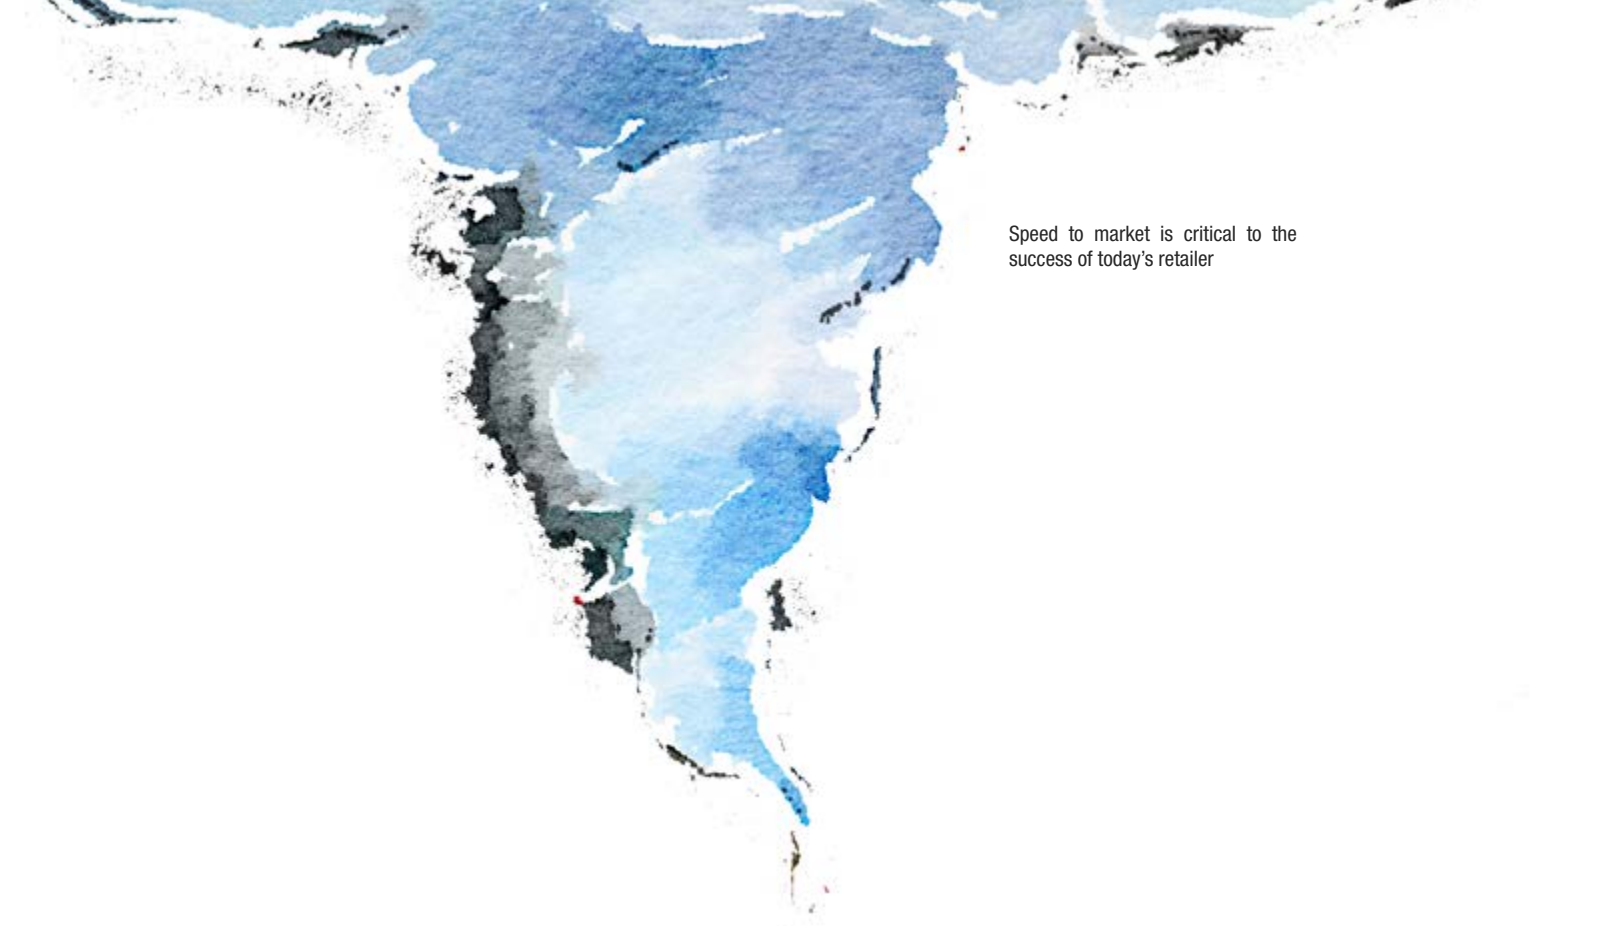 Speed to market is critical to the
success of today’s retailer